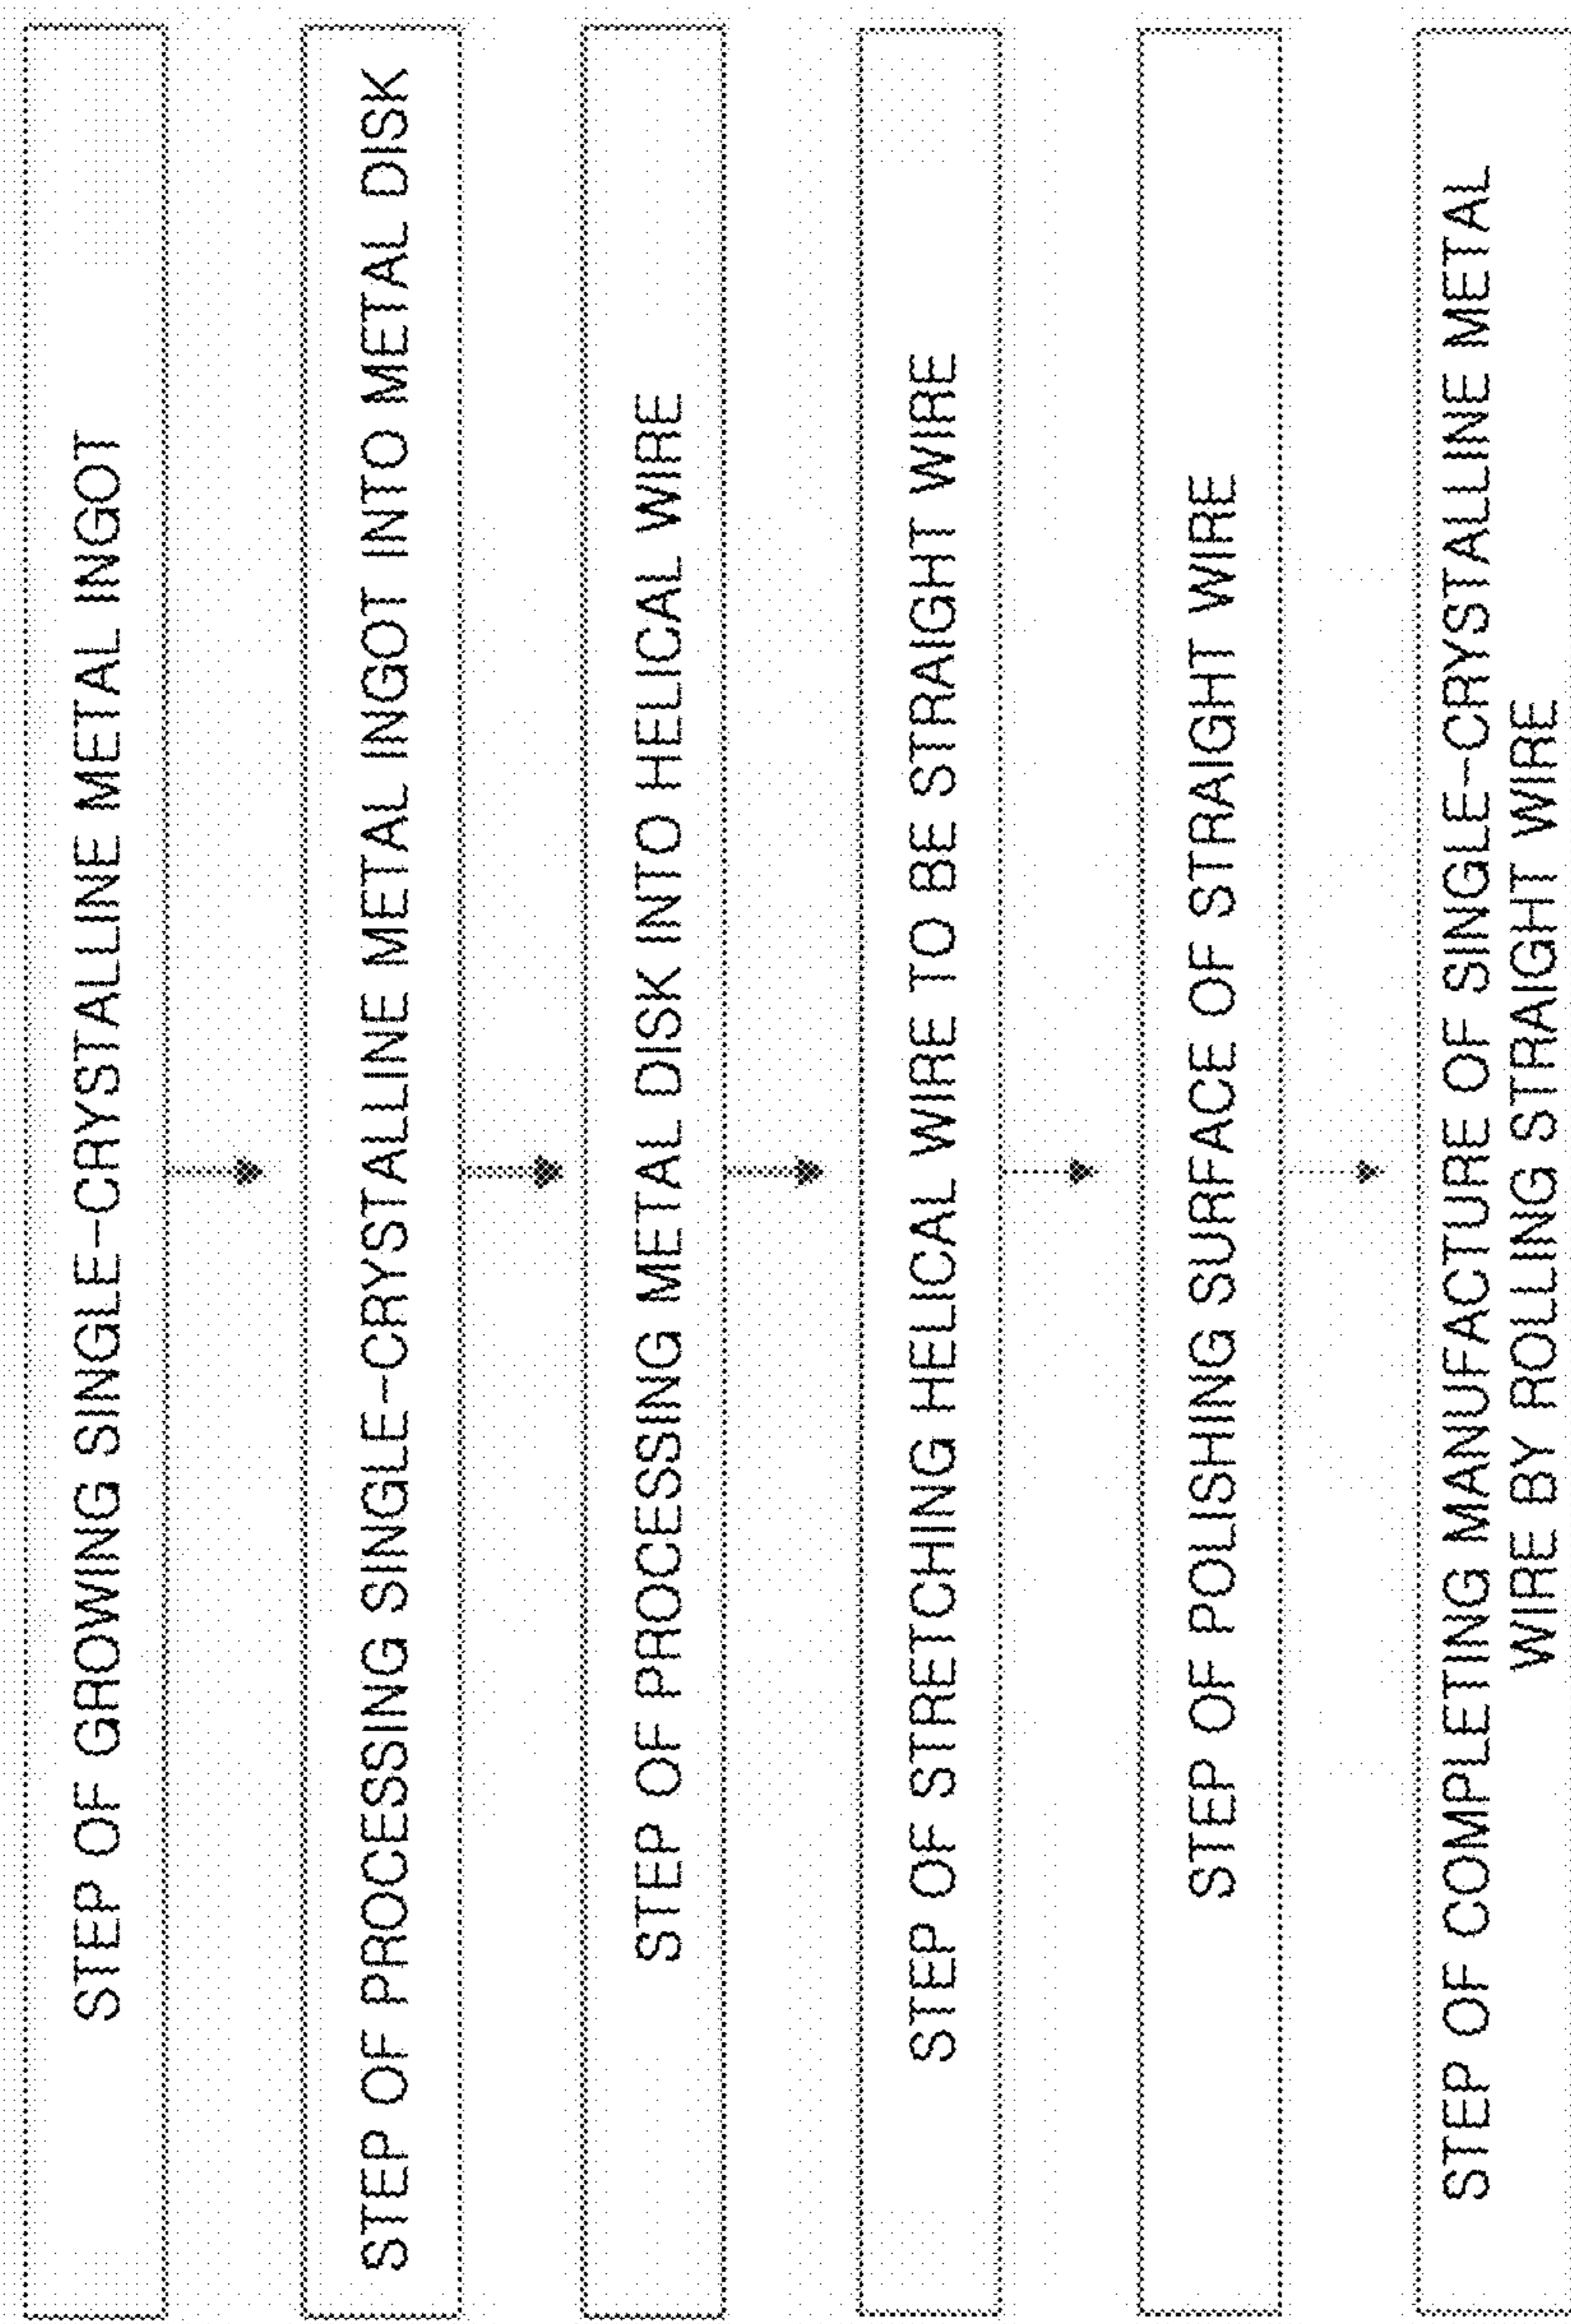 STEP OF GROWING SINGLE-CRYSTALLINE METAL INGOT
STEP OF PROCESSING SINGLE-CRYSTALLINE METAL INGOT INTO METAL DISK
STEP OF PROCESSING METAL DISK INTO HELICAL WIRE
STEP OF STRETCHING HELICAL WIRE TO BE STRAIGHT WIRE
STEP OF POLISHING SURFACE OF STRAIGHT WIRE
STEP OF COMPLETING MANUFACTURE OF SINGLE-CRYSTALLINE METAL
WIRE BY ROLLING STRAIGHT WIRE